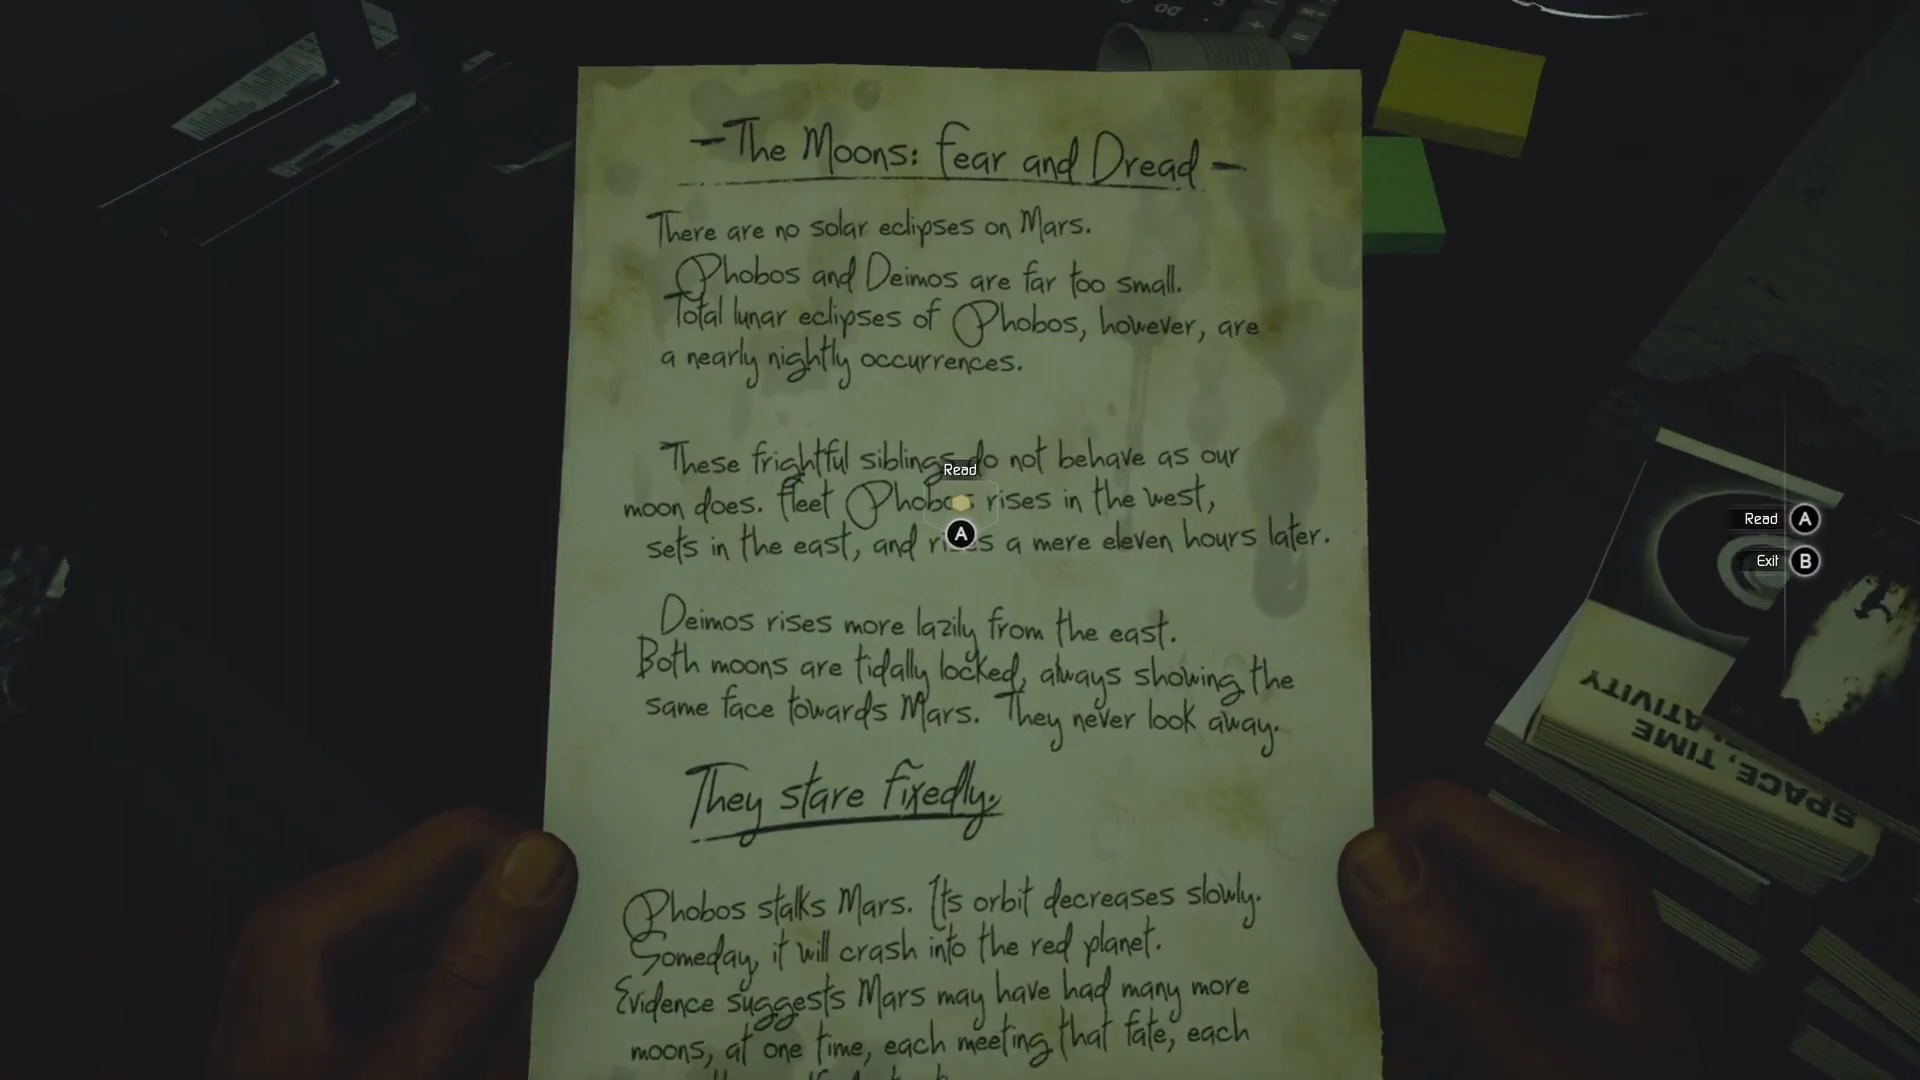 -The Moons: Fear and Dread-
There are no solar eclipses on Mars.
Phobos and Deimos are far too small.
Total lunar eclipses of Phobos, however, are
a nearly nightly occurrences.
These frightful siblings do not behave as our
moon does. Fleet Phobos rises in the west,
sets in the east, and rises a mere eleven hours later.
Deimos rises more lazily from the east.
Both moons are tidally locked, always showing the
same face towards Mars. They never look away.
They stare fixedly.
Phobos stalks Mars. Its orbit decreases slowly.
Someday, it will crash into the red planet.
Evidence suggests Mars may have had many more
moons, at one time, each meeting that fate, each
Read
A
Read A
Exit B
SPACE, TIME